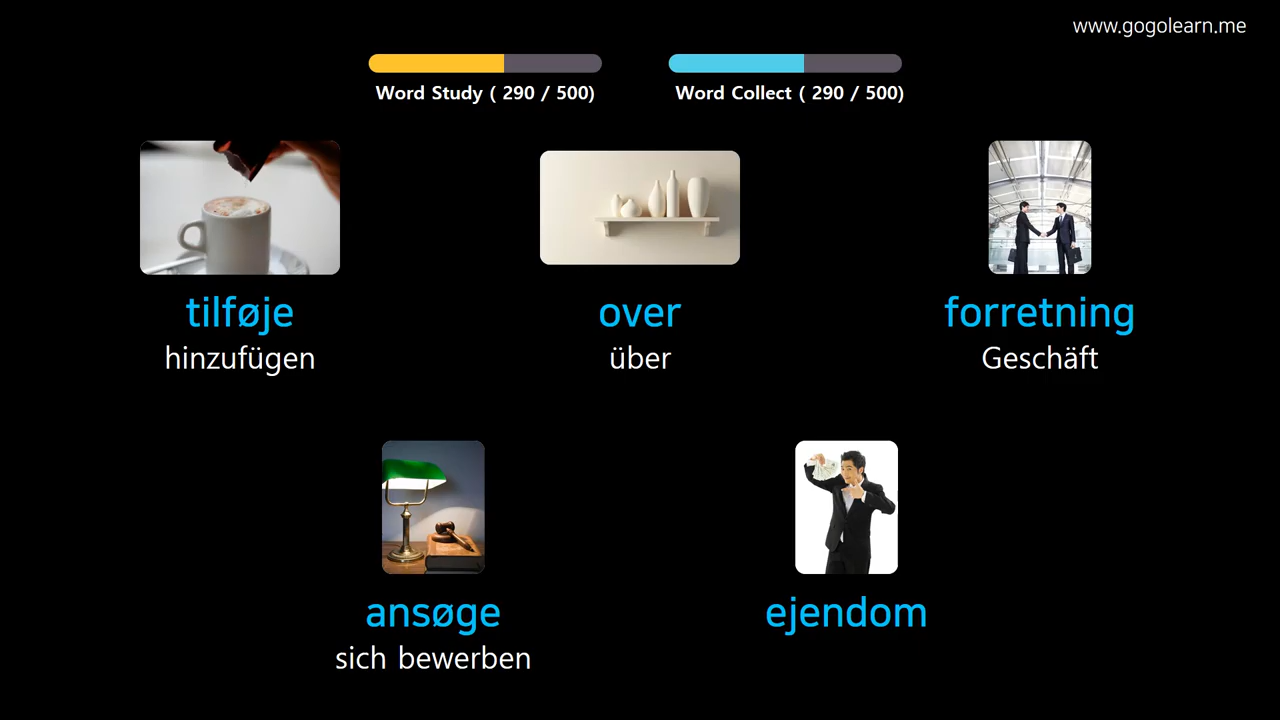 www.gogolearn.me
Word Study ( 290 / 500)
Word Collect ( 290 / 500)
tilføje
hinzufügen
over
über
forretning
Geschäft
ansøge
sich bewerben
ejendom